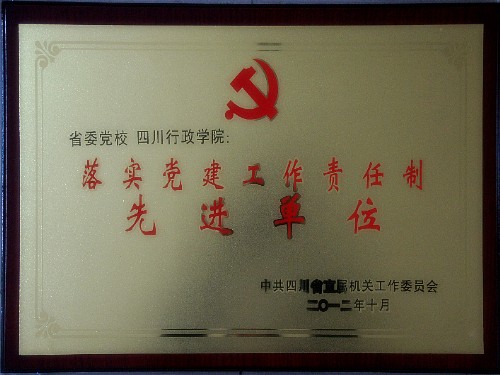 省委党校 四川行政学院:
落实党建工作责任制
先进单位
中共四川省直属机关工作委员会
二〇一二年十月